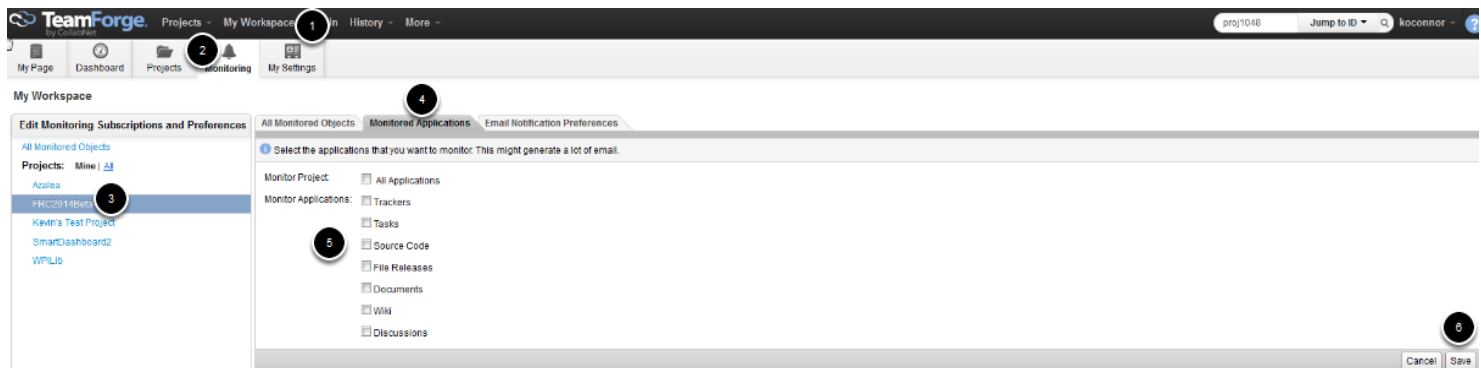 TeamForge. Projects My Workspace 1 in History More proj1048 Jump to ID koconnor ?
by CollabNet
My Page Dashboard Projects 2 Monitoring My Settings
My Workspace
4
Edit Monitoring Subscriptions and Preferences All Monitored Objects Monitored Applications Email Notification Preferences
All Monitored Objects Select the applications that you want to monitor. This might generate a lot of email.
Projects: Mine | All
Monitor Project: All Applications
Azalea
Monitor Applications: Trackers
FRC2014Beta 3
Kevin's Test Project Tasks
SmartDashboard2 5 Source Code
WPILib File Releases
Documents
Wiki
Discussions
6
Cancel Save